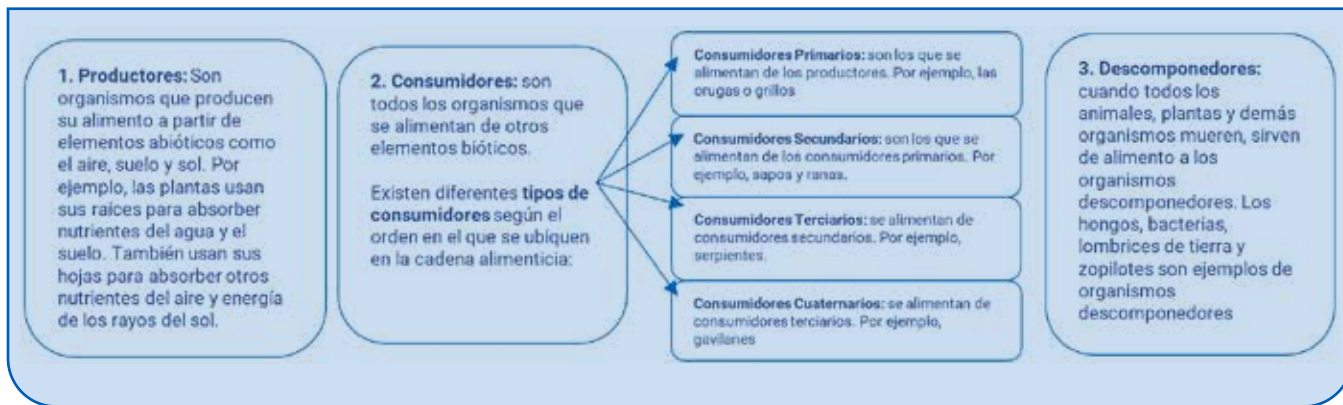 1. Productores: Son
organismos que producen
su alimento a partir de
elementos abióticos como
el aire, suelo y sol. Por
ejemplo, las plantas usan
sus raíces para absorber
nutrientes del agua y el
suelo. También usan sus
hojas para absorber otros
nutrientes del aire y energía
de los rayos del sol.
2. Consumidores: son
todos los organismos que
se alimentan de otros
elementos bióticos.
Existen diferentes tipos de
consumidores según el
orden en el que se ubiquen
en la cadena alimenticia:
Consumidores Primarios: son los que se
alimentan de los productores. Por ejemplo, las
orugas o grillos
Consumidores Secundarios: son los que se
alimentan de los consumidores primarios. Por
ejemplo, sapos y ranas.
Consumidores Terciarios: se alimentan de
consumidores secundarios. Por ejemplo,
serpientes.
Consumidores Cuaternarios: se alimentan de
consumidores terciarios. Por ejemplo,
gavilanes
3. Descomponedores:
cuando todos los
animales, plantas y demás
organismos mueren, sirven
de alimento a los
organismos
descomponedores. Los
hongos, bacterias,
lombrices de tierra y
zopilotes son ejemplos de
organismos
descomponedores